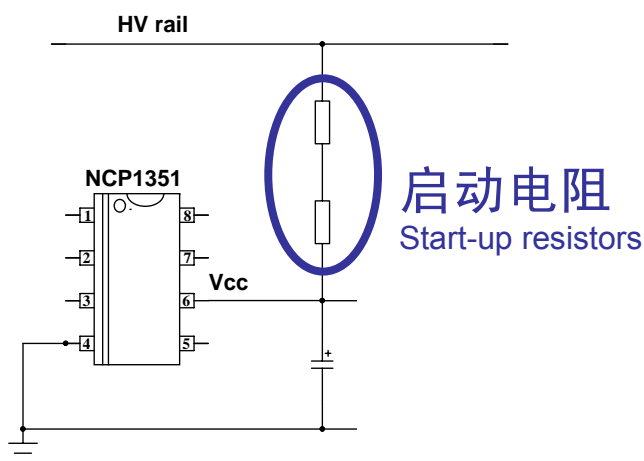 HV rail
NCP1351
启动电阻
Start-up resistors
1 8
2 7
Vcc
3 6
4 5
+